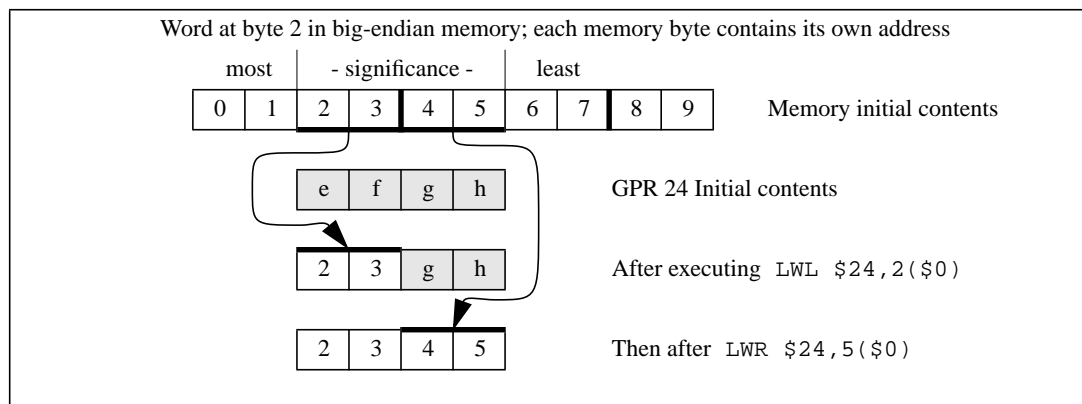 Word at byte 2 in big-endian memory; each memory byte contains its own address
most - significance - least
0 1 2 3 4 5 6 7 8 9 Memory initial contents
e f g h GPR 24 Initial contents
2 3 g h After executing LWL $24,2($0)
2 3 4 5 Then after LWR $24,5($0)